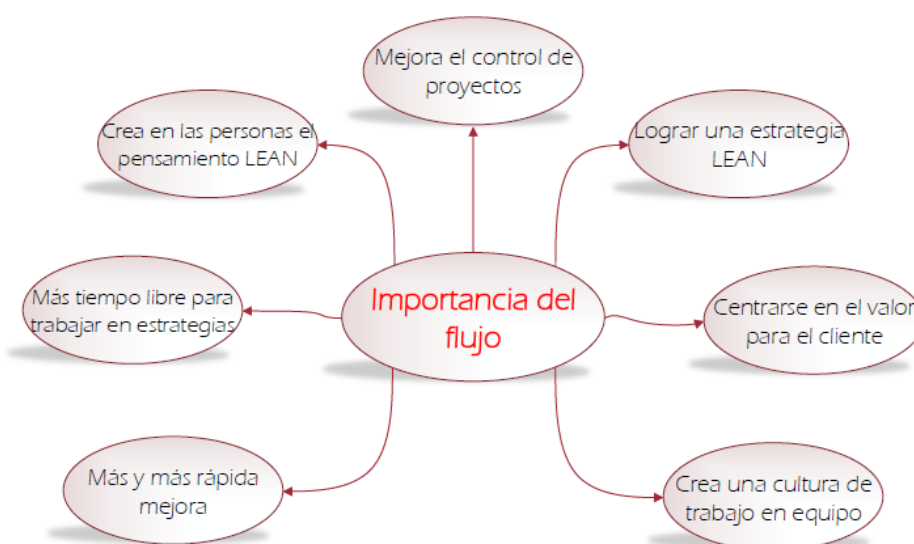 Mejora el control de
proyectos
Crea en las personas el
pensamiento LEAN
Lograr una estrategia
LEAN
Importancia del
flujo
Más tiempo libre para
trabajar en estrategias
Centrarse en el valor
para el cliente
Más y más rápida
mejora
Crea una cultura de
trabajo en equipo